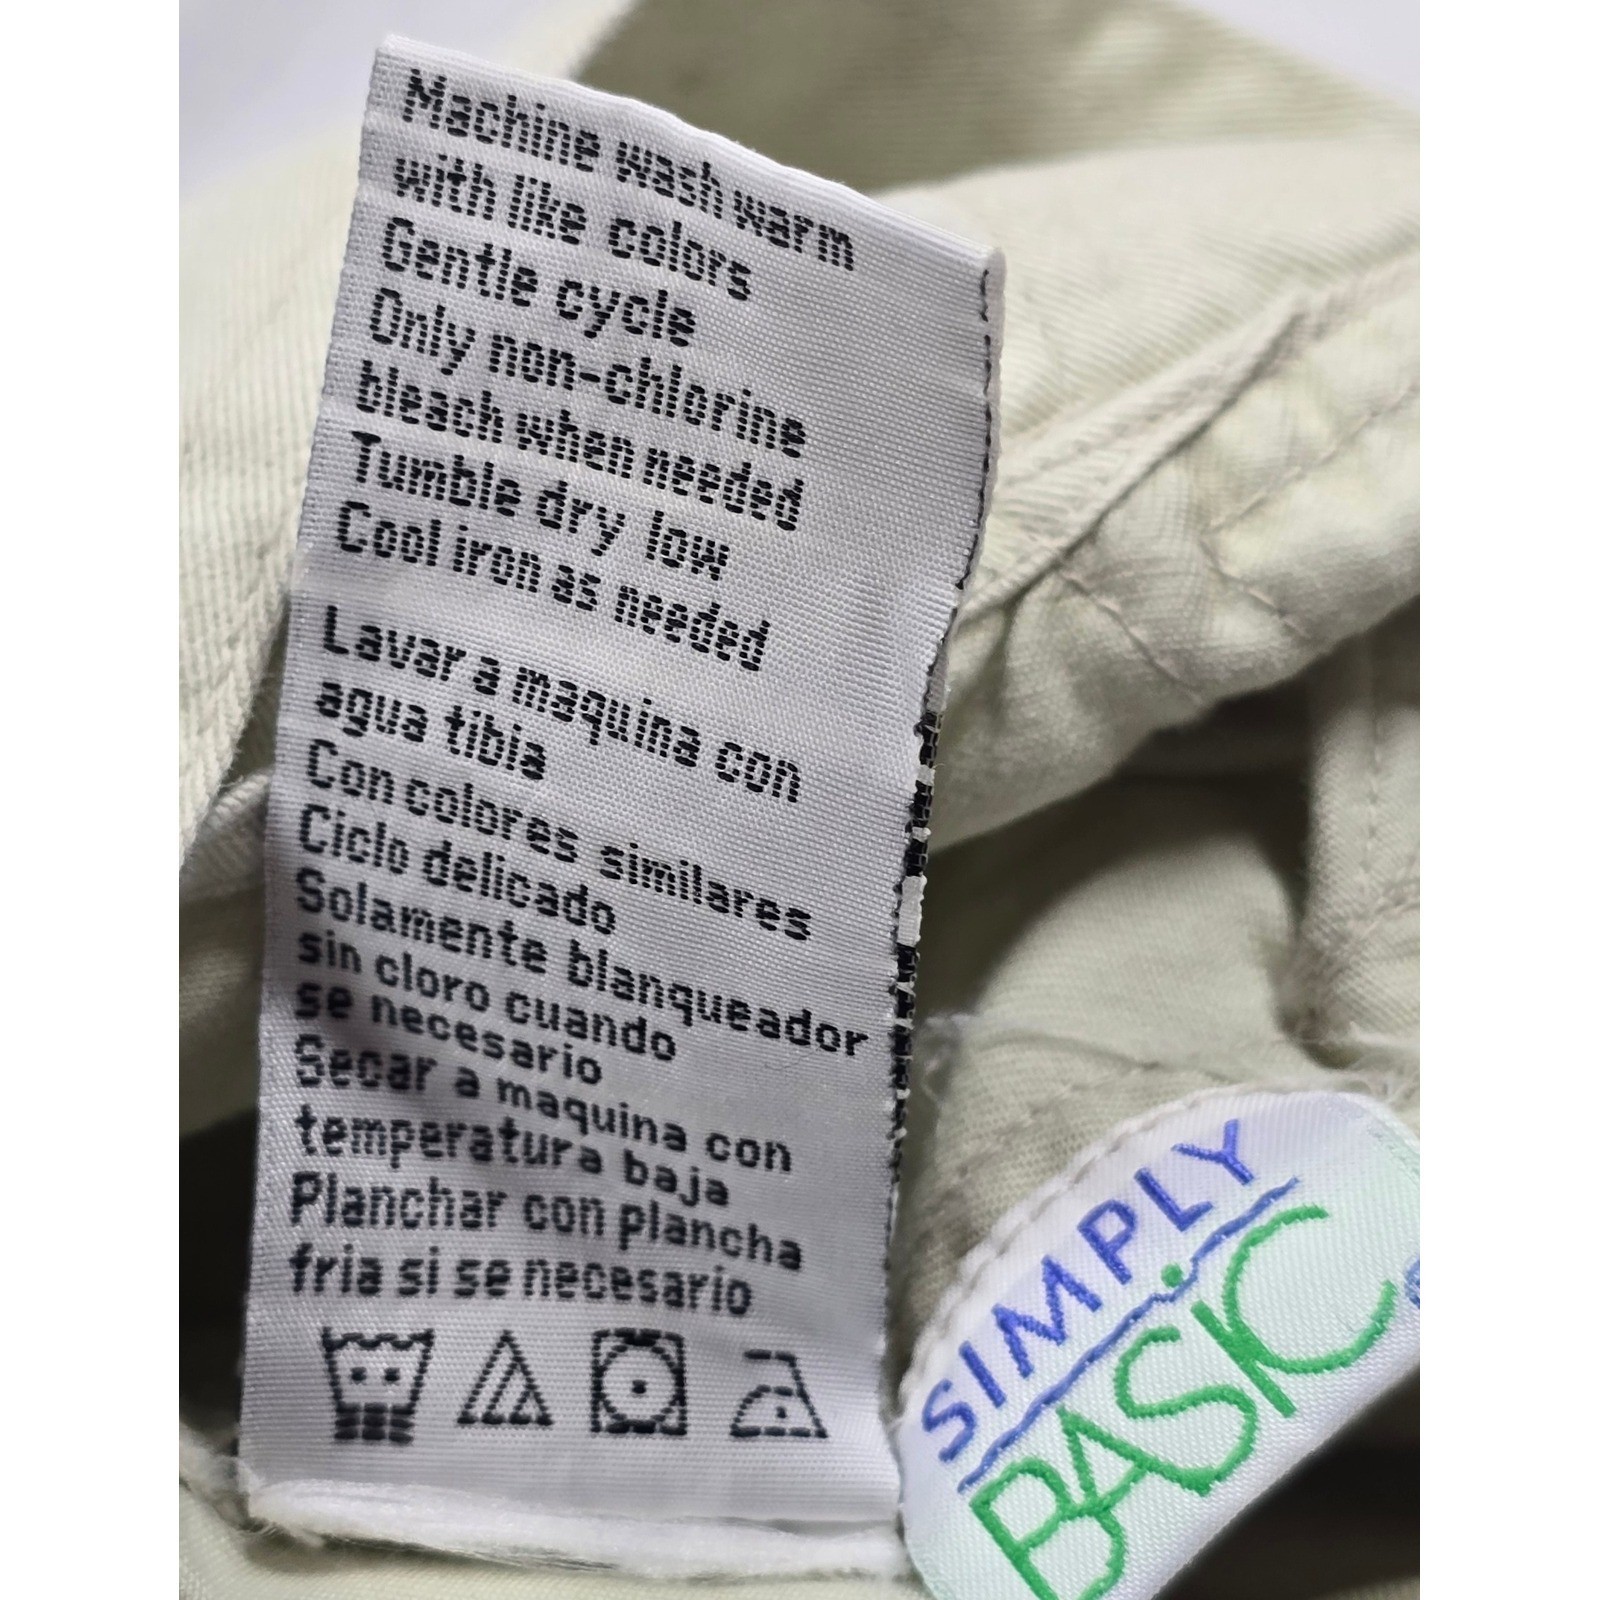 Machine wash warm
with like colors
Gentle cycle
Only non-chlorine
bleach when needed
Tumble dry low
Cool iron as needed
Lavar a maquina con
agua tibia
Con colores similares
Ciclo delicado
Solamente blanqueador
sin cloro cuando
se necesario
Secar a maquina con
temperatura baja
Planchar con plancha
fria si se necesario
SIMPLY
BASIC